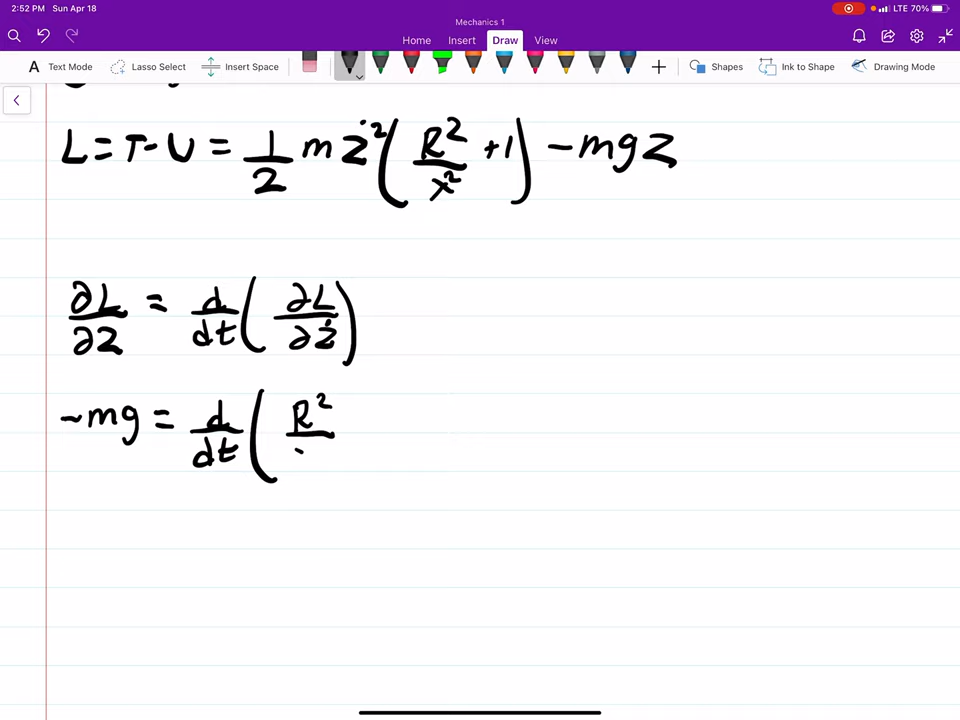 2:52 PM Sun Apr 18 LTE 70%
Mechanics 1
Home Insert Draw View
A Text Mode Lasso Select Insert Space Shapes Ink to Shape Drawing Mode
L = T - U = 1/2 m ż² ( R²/x² + 1 ) - mgz
∂L/∂z = d/dt ( ∂L/∂ż )
-mg = d/dt ( R²